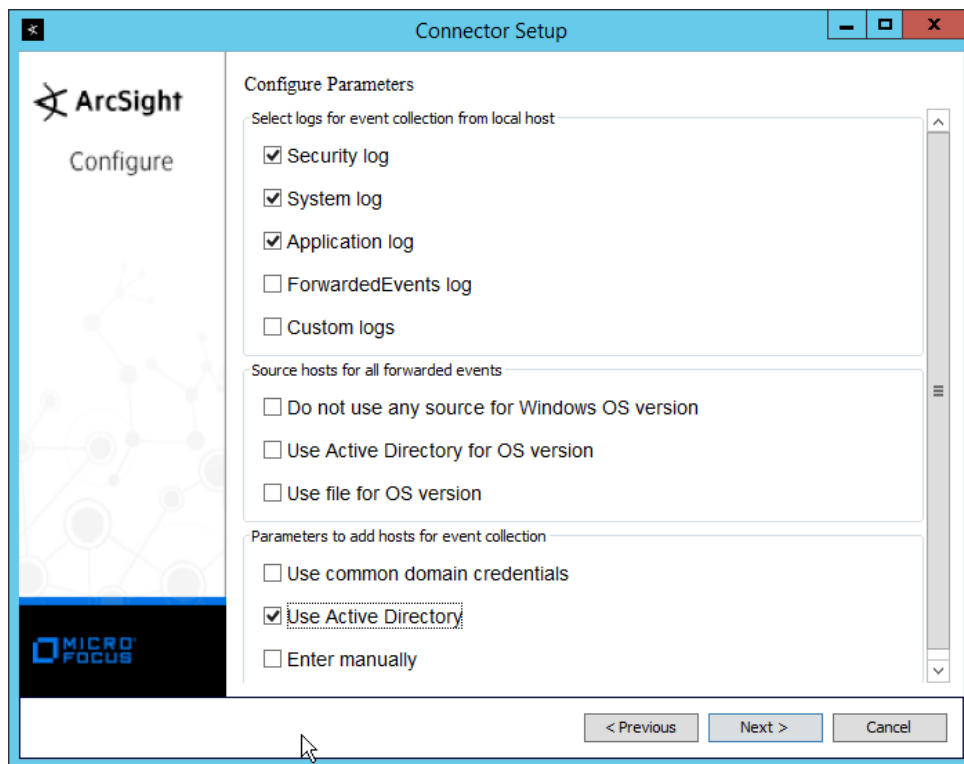 Connector Setup
ArcSight
Configure
Configure Parameters
Select logs for event collection from local host
Security log
System log
Application log
ForwardedEvents log
Custom logs
Source hosts for all forwarded events
Do not use any source for Windows OS version
Use Active Directory for OS version
Use file for OS version
Parameters to add hosts for event collection
Use common domain credentials
Use Active Directory
Enter manually
MICRO
FOCUS
< Previous
Next >
Cancel